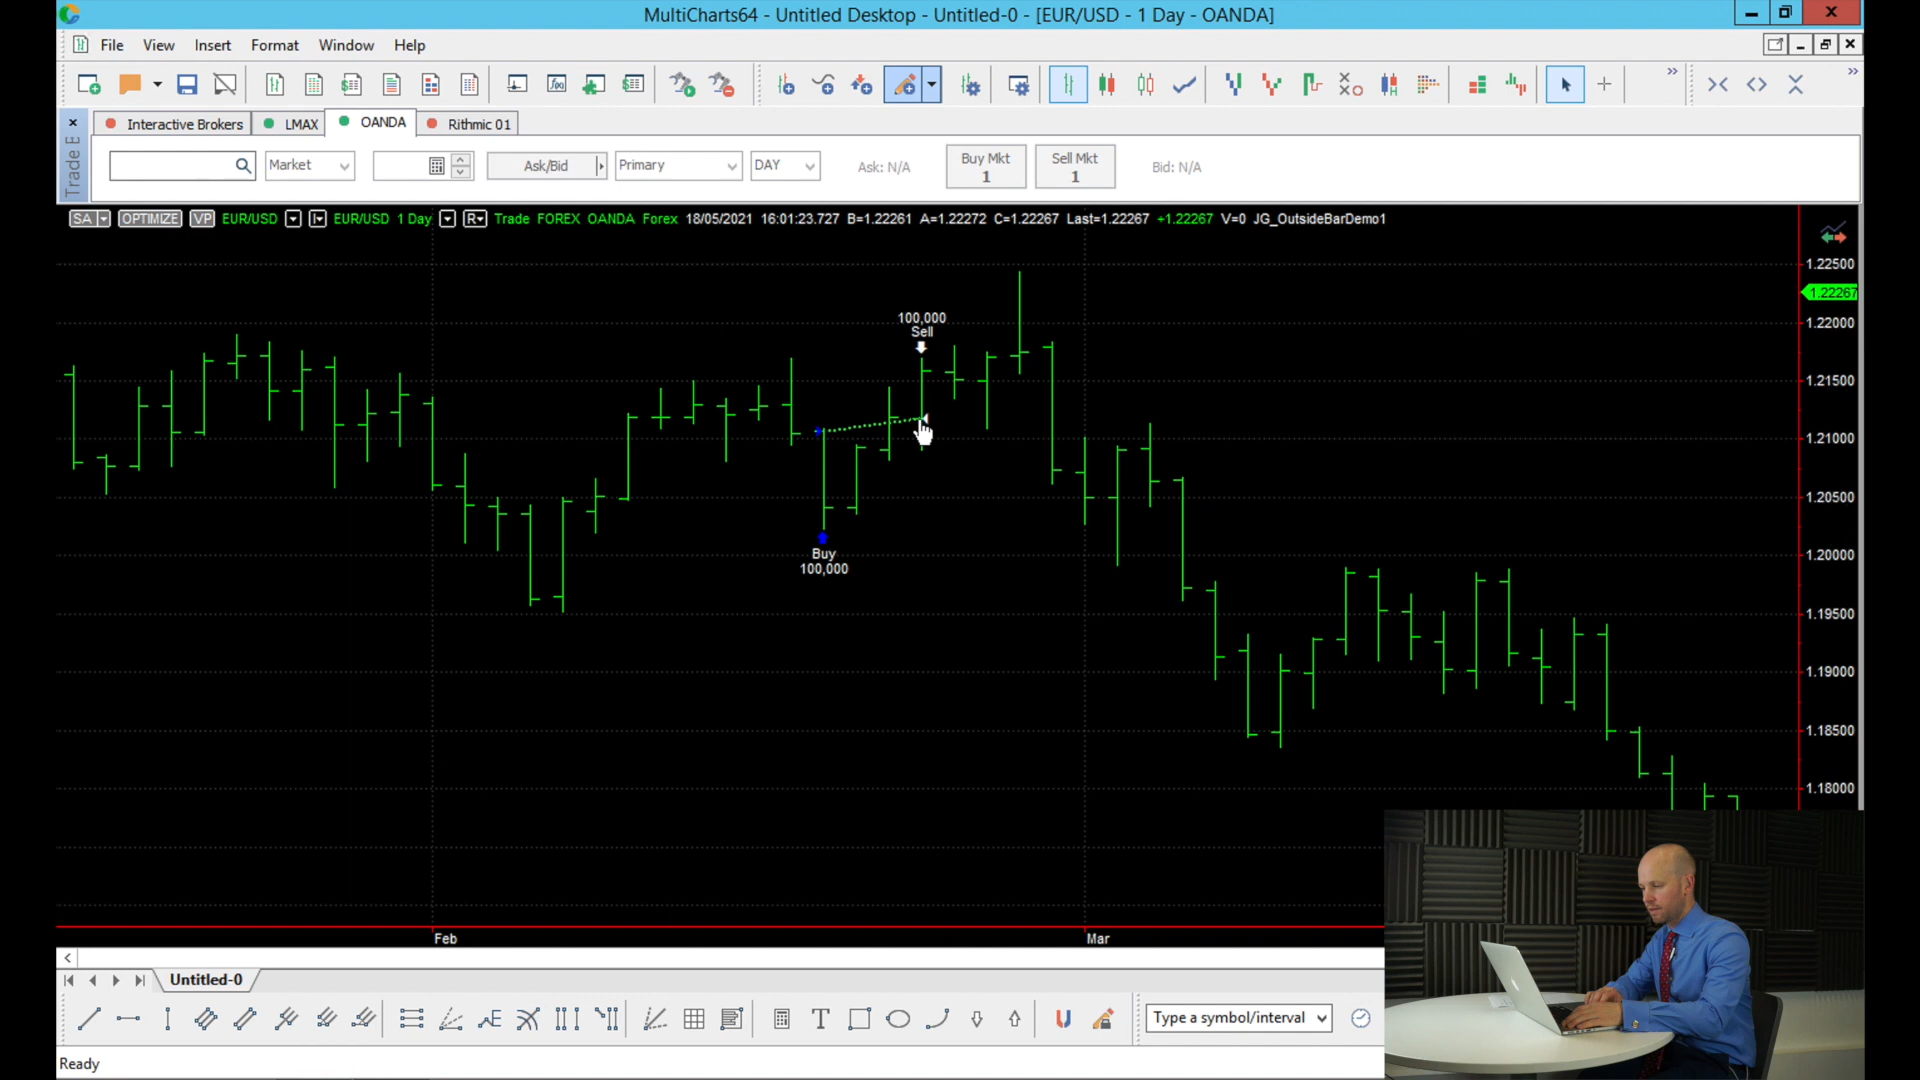 MultiCharts64 - Untitled Desktop - Untitled-0 - [EUR/USD - 1 Day - OANDA]
File View Insert Format Window Help
Interactive Brokers LMAX OANDA Rithmic 01
Trade B
Market Ask/Bid Primary DAY Ask: N/A Buy Mkt 1 Sell Mkt 1 Bid: N/A
SA OPTIMIZE VP EUR/USD I EUR/USD 1 Day R Trade FOREX OANDA Forex 18/05/2021 16:01:23.727 B=1.22261 A=1.22272 C=1.22267 Last=1.22267 +1.22267 V=0 JG_OutsideBarDemo1
1.22500
1.22267
1.22000
1.21500
1.21000
1.20500
1.20000
1.19500
1.19000
1.18500
1.18000
100,000
Sell
Buy
100,000
Feb Mar
Untitled-0
Type a symbol/interval
Ready